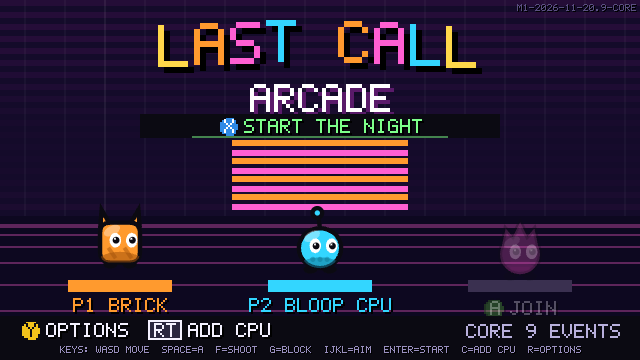 M1-2026-11-20.9-CORE
LAST CALL
ARCADE
X START THE NIGHT
P1 BRICK
P2 BLOOP CPU
A JOIN
Y OPTIONS RT ADD CPU
CORE 9 EVENTS
KEYS: WASD MOVE SPACE=A F=SHOOT G=BLOCK IJKL=AIM ENTER=START C=ADD CPU R=OPTIONS